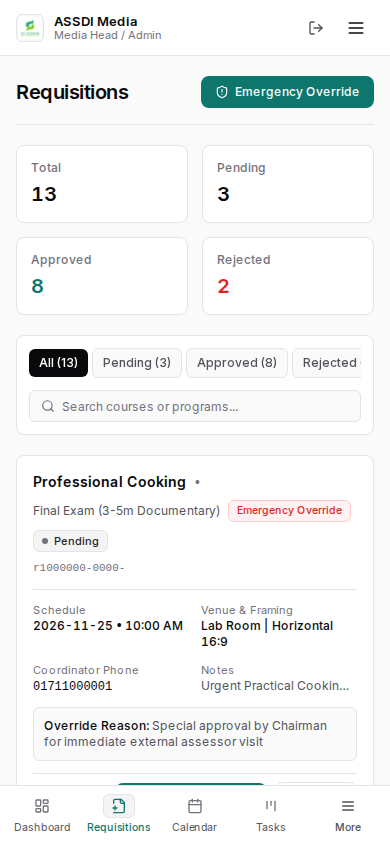 ASSDI Media
Media Head / Admin
Requisitions
Emergency Override
Total
13
Pending
3
Approved
8
Rejected
2
All (13)
Pending (3)
Approved (8)
Rejected
Search courses or programs...
Professional Cooking •
Final Exam (3-5m Documentary)
Emergency Override
Pending
r1000000-0000-
Schedule
2026-11-25 • 10:00 AM
Venue & Framing
Lab Room | Horizontal
16:9
Coordinator Phone
01711000001
Notes
Urgent Practical Cookin...
Override Reason: Special approval by Chairman
for immediate external assessor visit
Dashboard
Requisitions
Calendar
Tasks
More